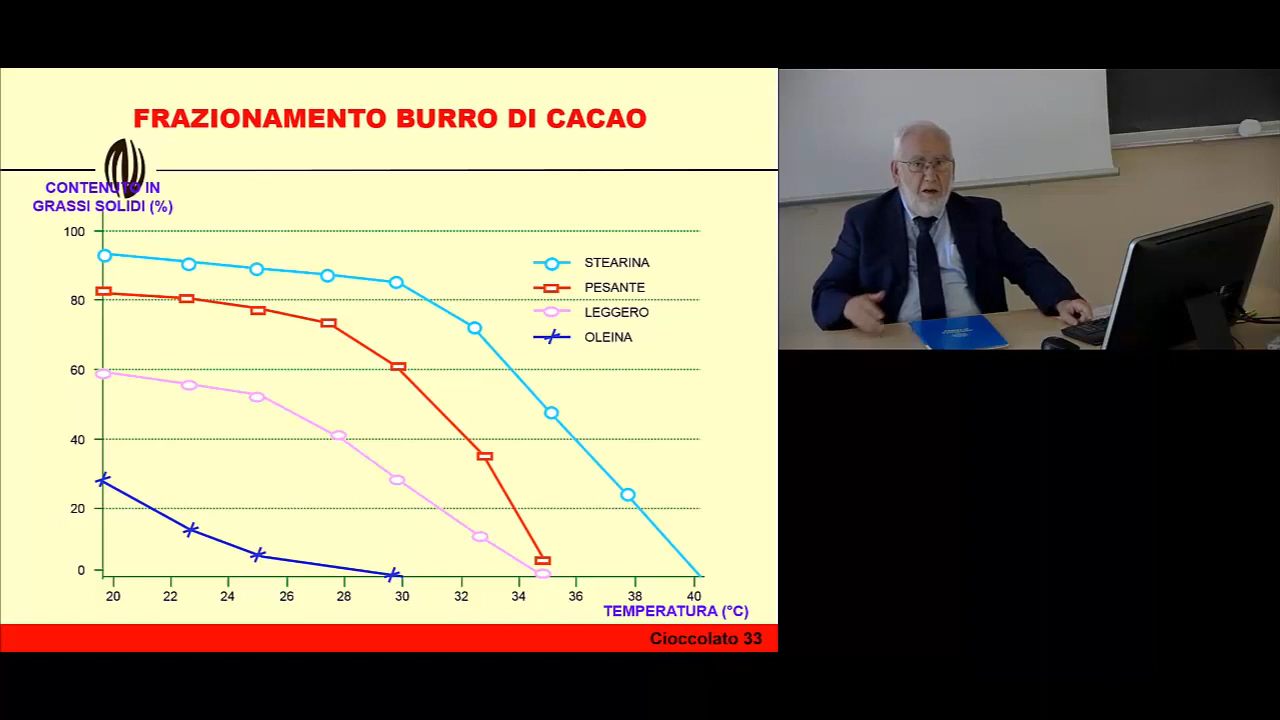 FRAZIONAMENTO BURRO DI CACAO
CONTENUTO IN
GRASSI SOLIDI (%)
100
80
60
40
20
0
STEARINA
PESANTE
LEGGERO
OLEINA
20 22 24 26 28 30 32 34 36 38 40
TEMPERATURA (°C)
Cioccolato 33